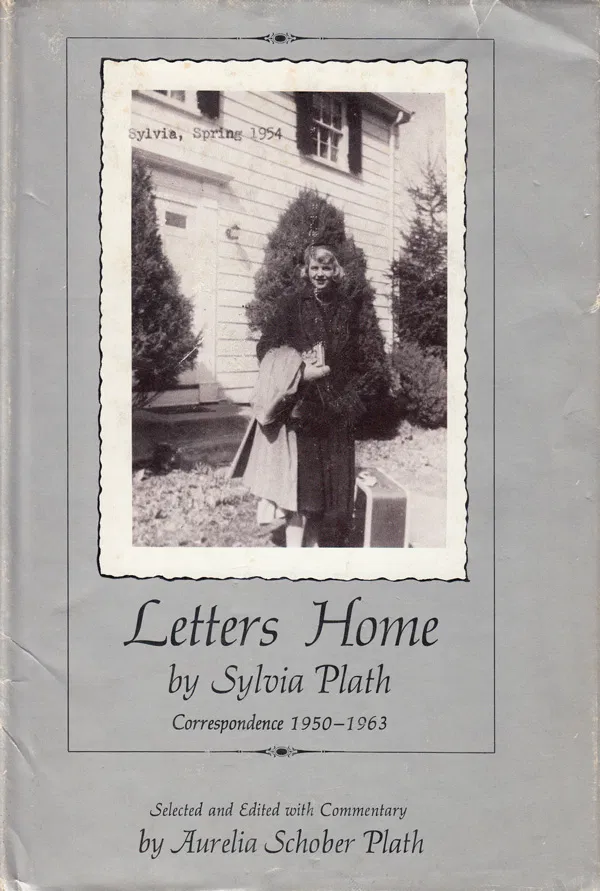 Sylvia, Spring 1954
Letters Home
by Sylvia Plath
Correspondence 1950–1963
Selected and Edited with Commentary
by Aurelia Schober Plath